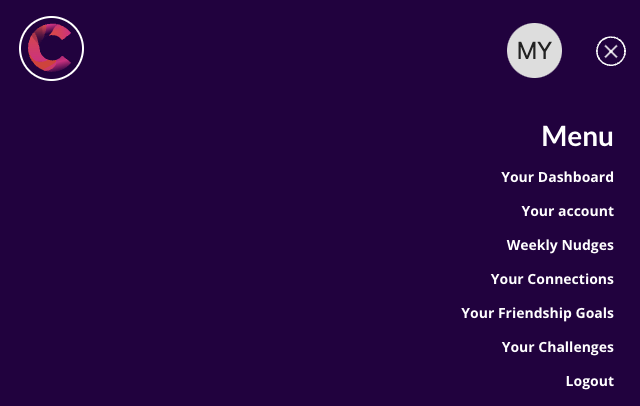 C
MY
Menu
Your Dashboard
Your account
Weekly Nudges
Your Connections
Your Friendship Goals
Your Challenges
Logout